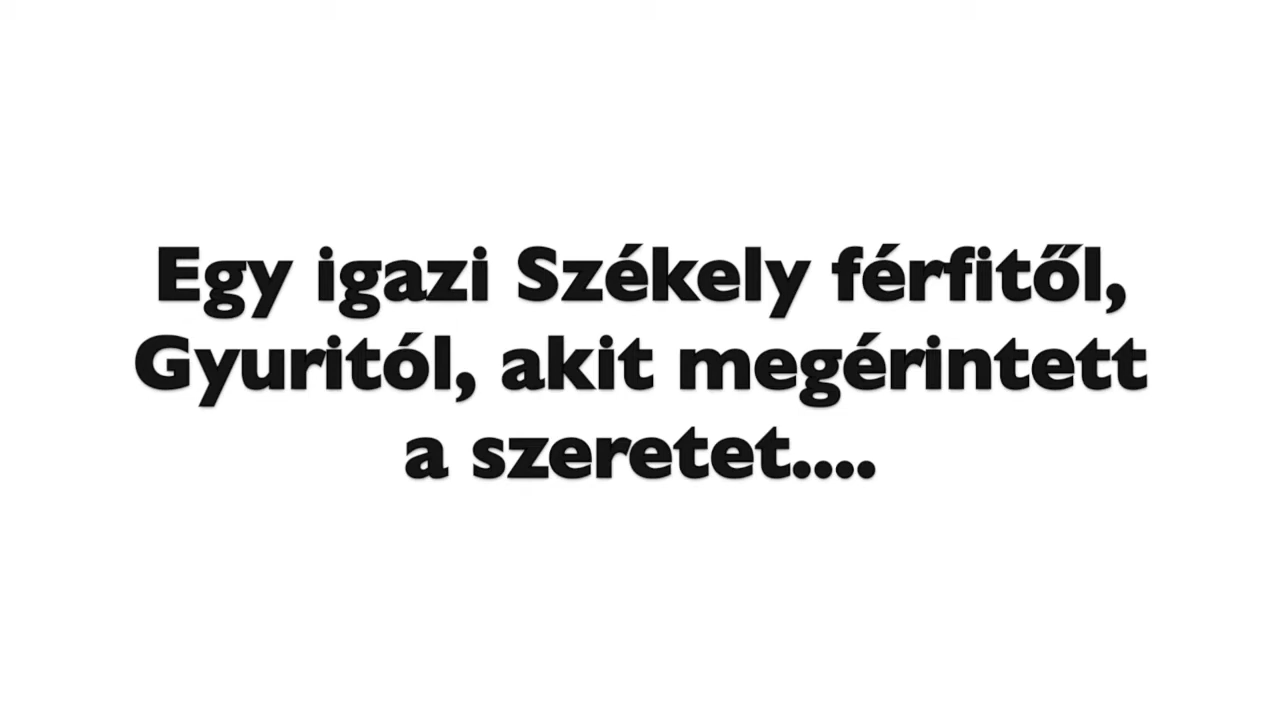 Egy igazi Székely férfitől,
Gyuritól, akit megérintett
a szeretet....